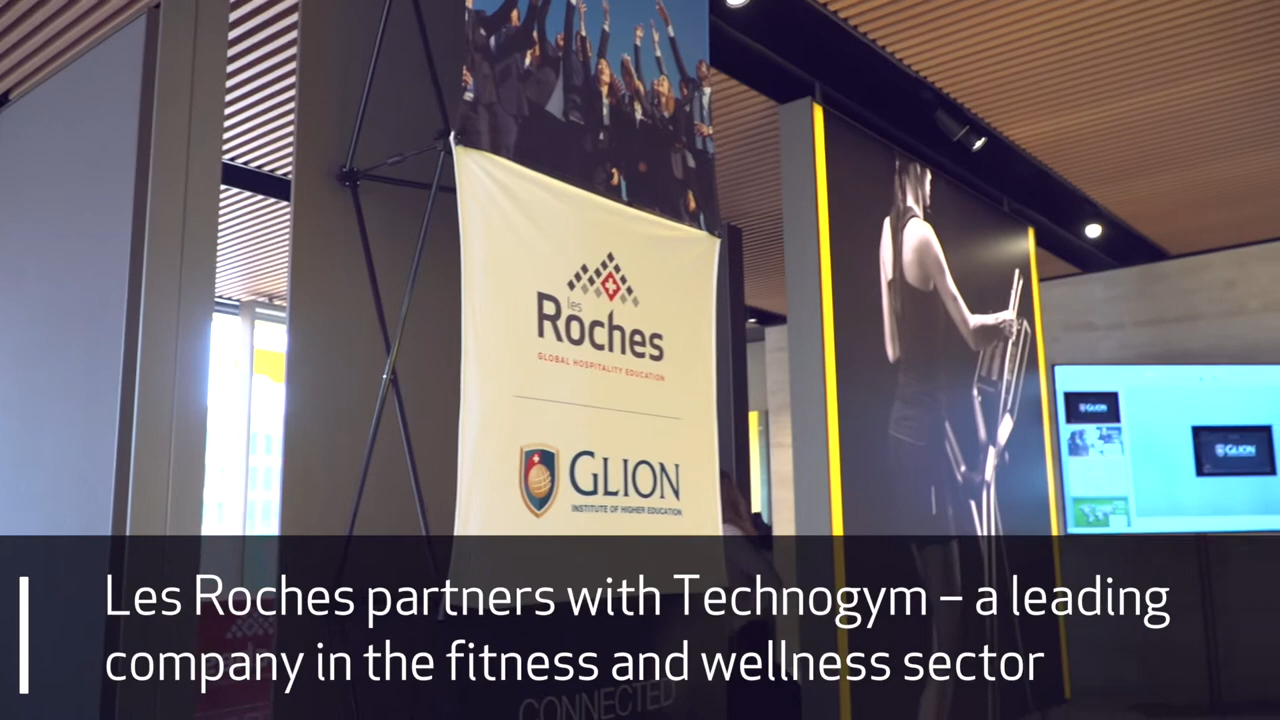 les
Roches
GLOBAL HOSPITALITY EDUCATION
GLION
INSTITUTE OF HIGHER EDUCATION
GLION
GLION
Les Roches partners with Technogym – a leading
company in the fitness and wellness sector
CONNECTED